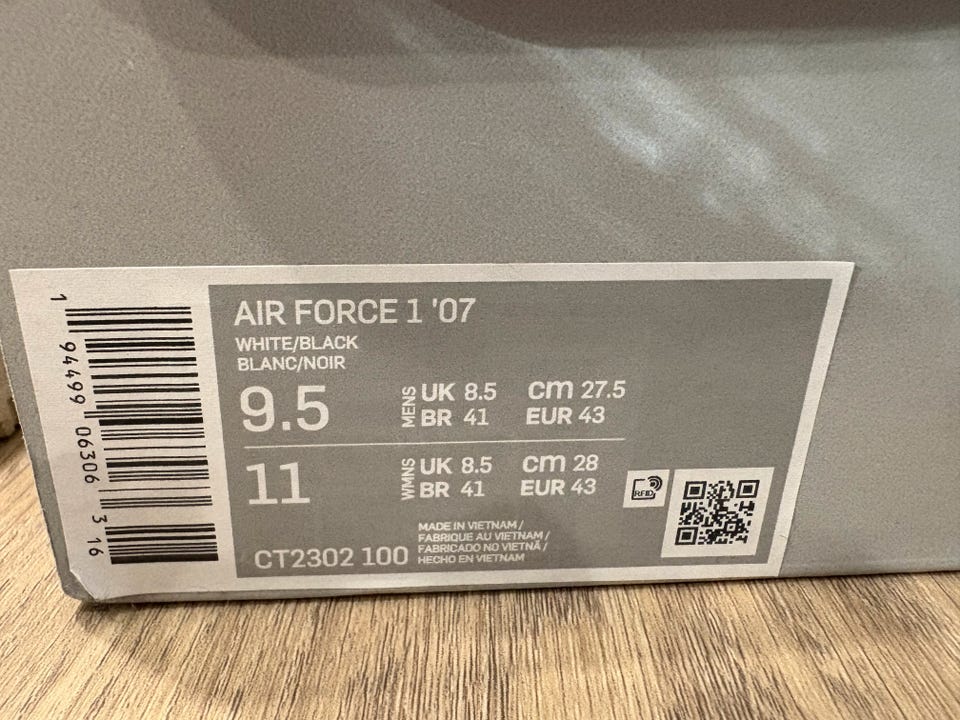 1 94499 06306 3 16
AIR FORCE 1 '07
WHITE/BLACK
BLANC/NOIR
9.5 MENS UK 8.5 cm 27.5
BR 41 EUR 43
11 WMNS UK 8.5 cm 28
BR 41 EUR 43
RFID
CT2302 100
MADE IN VIETNAM /
FABRIQUE AU VIETNAM /
FABRICADO NO VIETNÃ /
HECHO EN VIETNAM